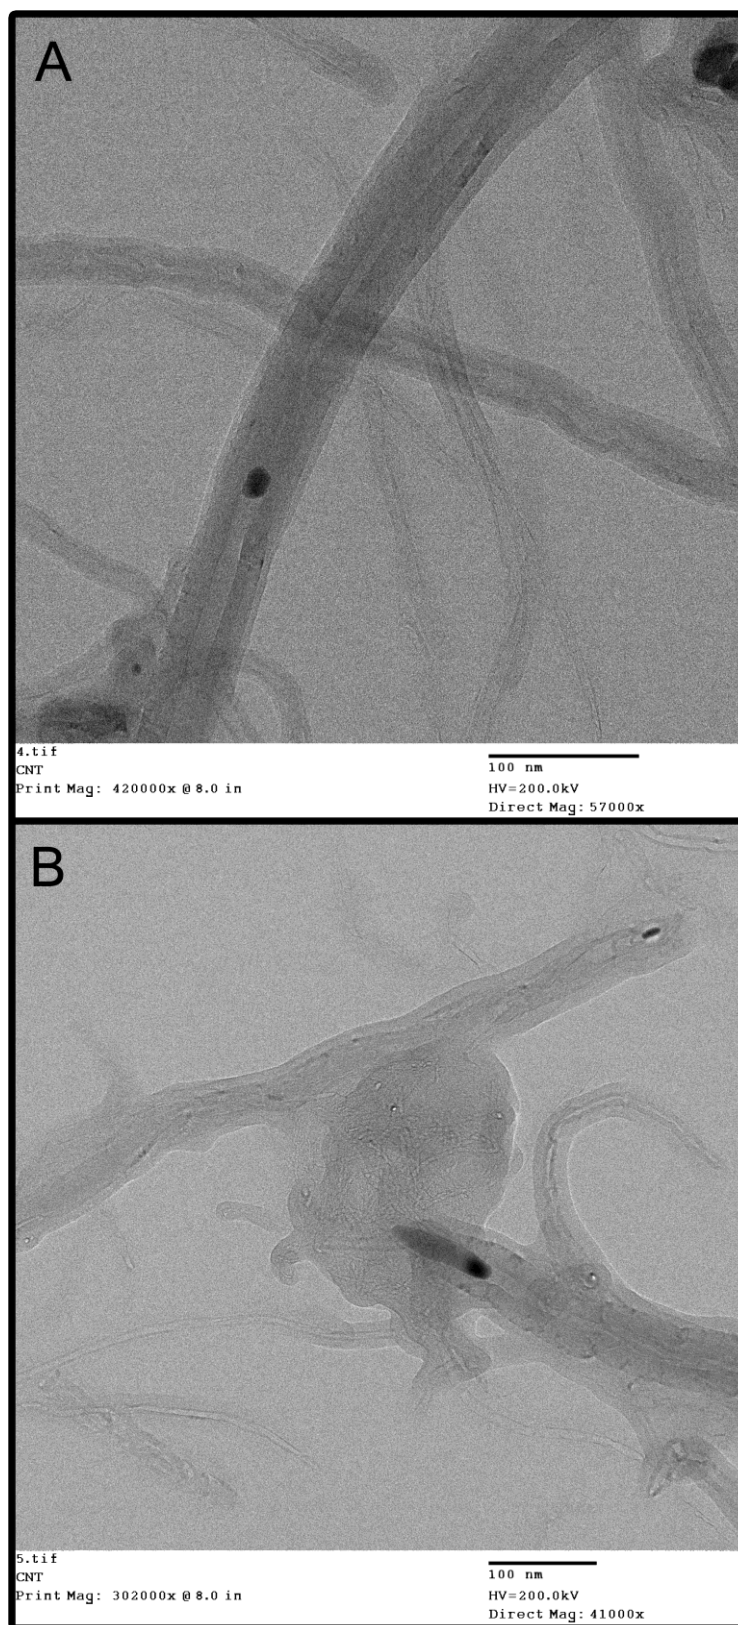 A
4.tif
CNT
Print Mag: 420000x @ 8.0 in
100 nm
HV=200.0kV
Direct Mag: 57000x
B
5.tif
CNT
Print Mag: 302000x @ 8.0 in
100 nm
HV=200.0kV
Direct Mag: 41000x